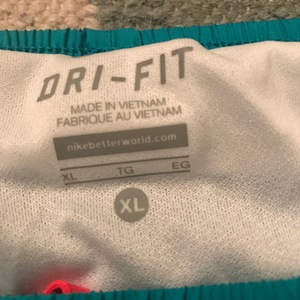 DRI-FIT
MADE IN VIETNAM
FABRIQUE AU VIETNAM
nikebetterworld.com
XL TG EG
XL